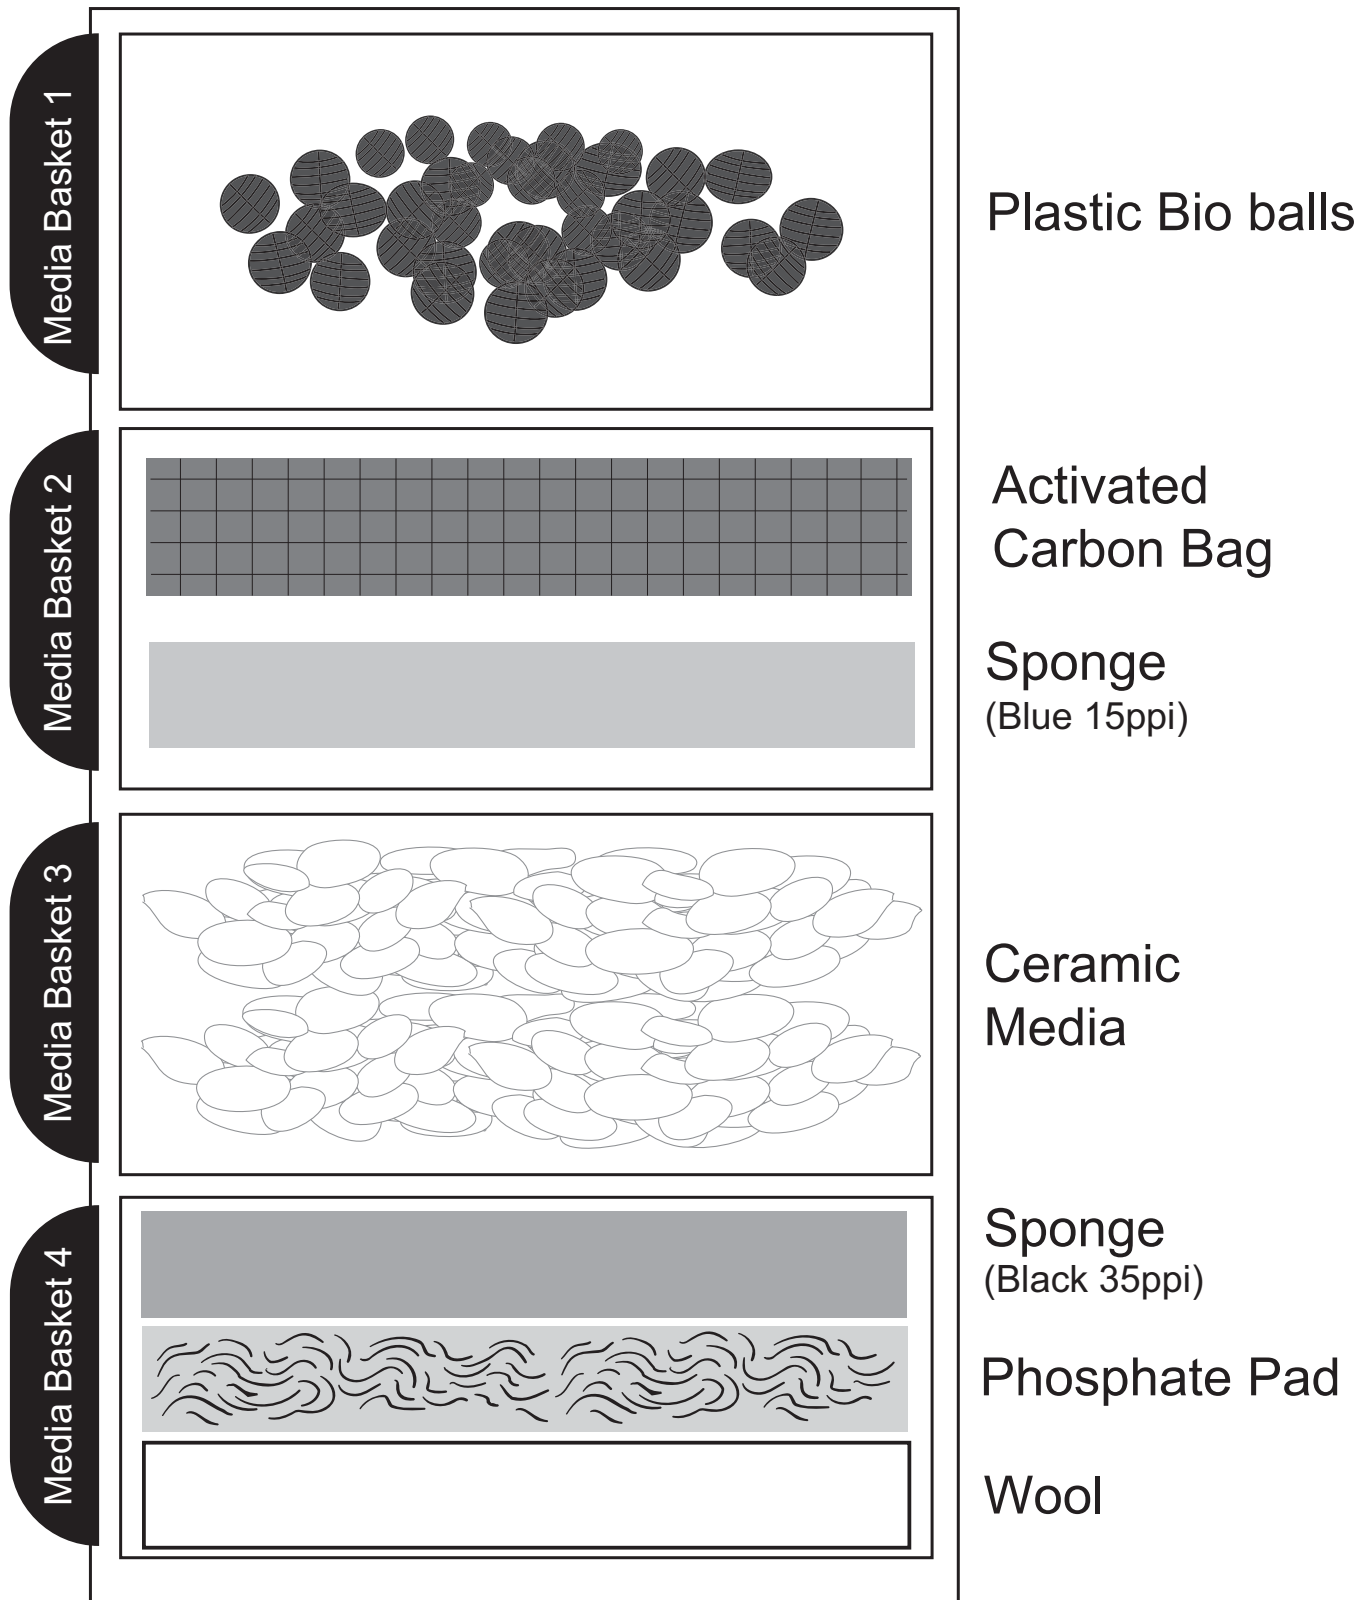 Media Basket 1
Plastic Bio balls
Media Basket 2
Activated
Carbon Bag
Sponge
(Blue 15ppi)
Media Basket 3
Ceramic
Media
Media Basket 4
Sponge
(Black 35ppi)
Phosphate Pad
Wool